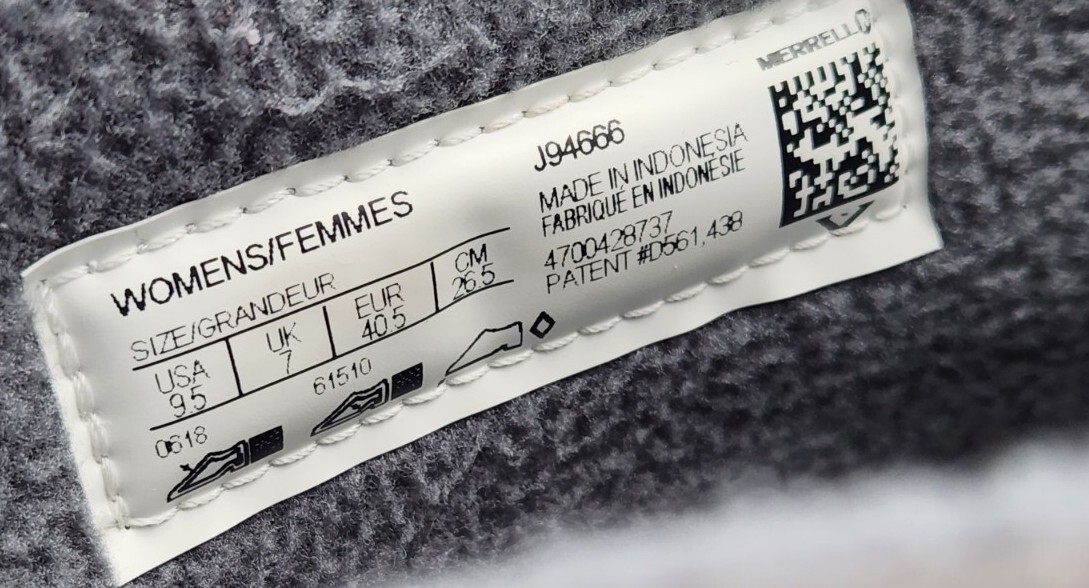 WOMENS/FEMMES
SIZE/GRANDEUR
USA UK EUR CM
9.5 7 40.5 26.5
0618 61510
J94666
MADE IN INDONESIA
FABRIQUÉ EN INDONESIE
4700428737
PATENT #D561,438
MERRELL